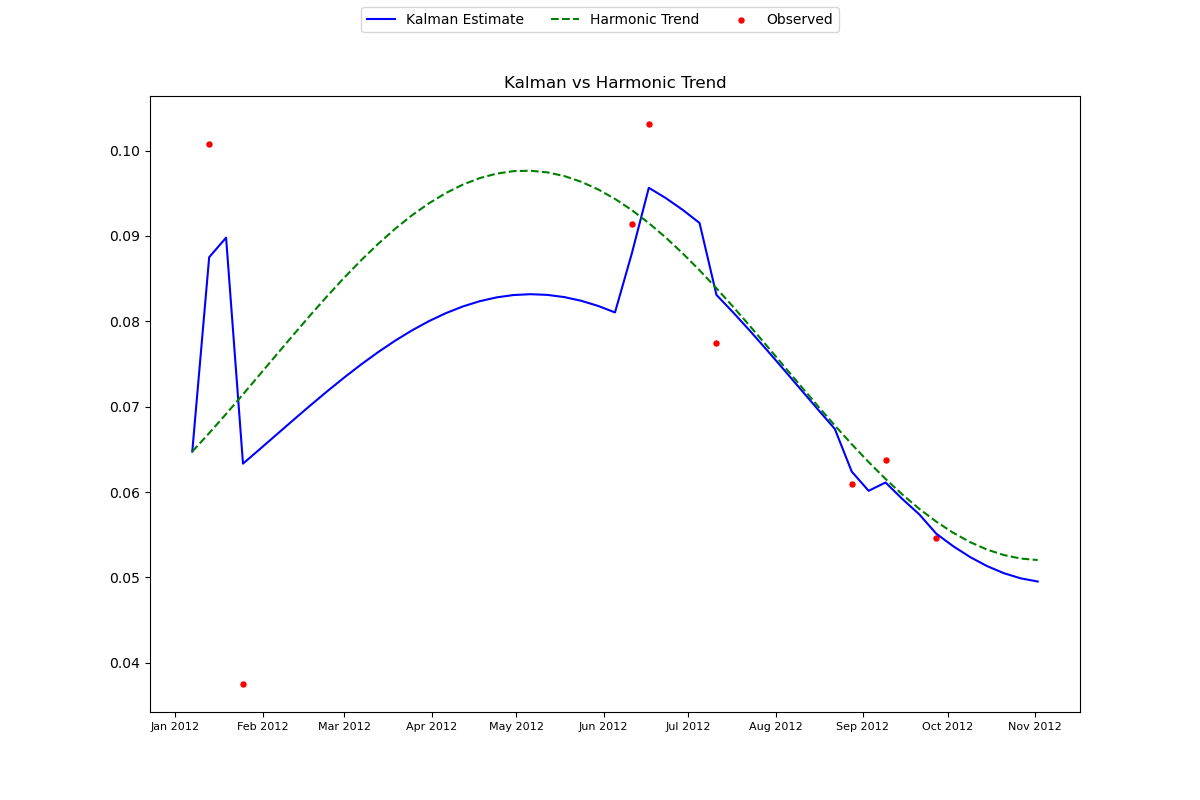 Kalman Estimate Harmonic Trend Observed
Kalman vs Harmonic Trend
0.10
0.09
0.08
0.07
0.06
0.05
0.04
Jan 2012 Feb 2012 Mar 2012 Apr 2012 May 2012 Jun 2012 Jul 2012 Aug 2012 Sep 2012 Oct 2012 Nov 2012